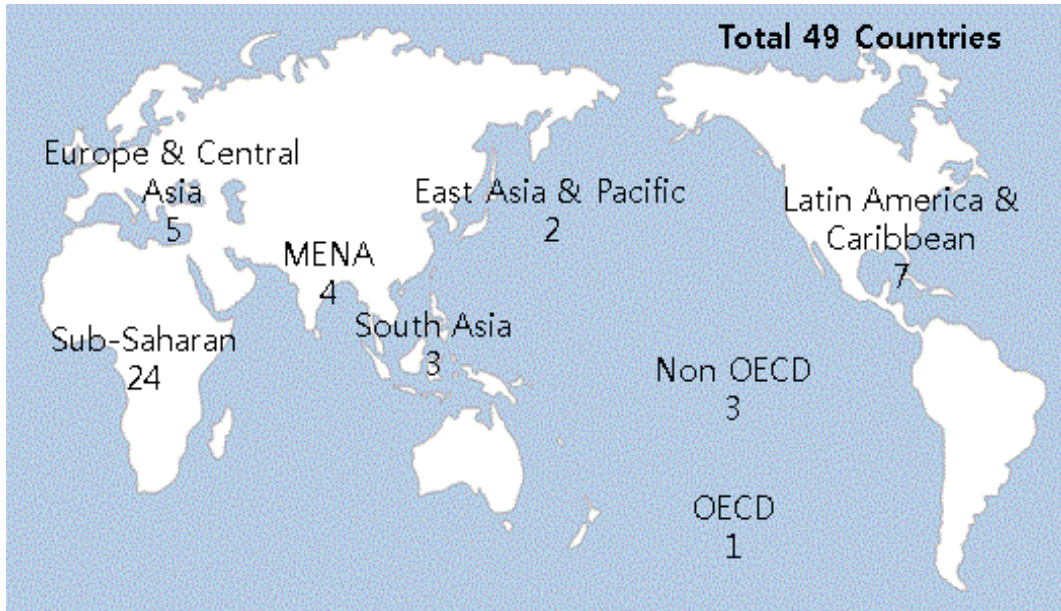 Total 49 Countries
Europe & Central
Asia
5
East Asia & Pacific
2
Latin America &
Caribbean
7
MENA
4
South Asia
3
Sub-Saharan
24
Non OECD
3
OECD
1